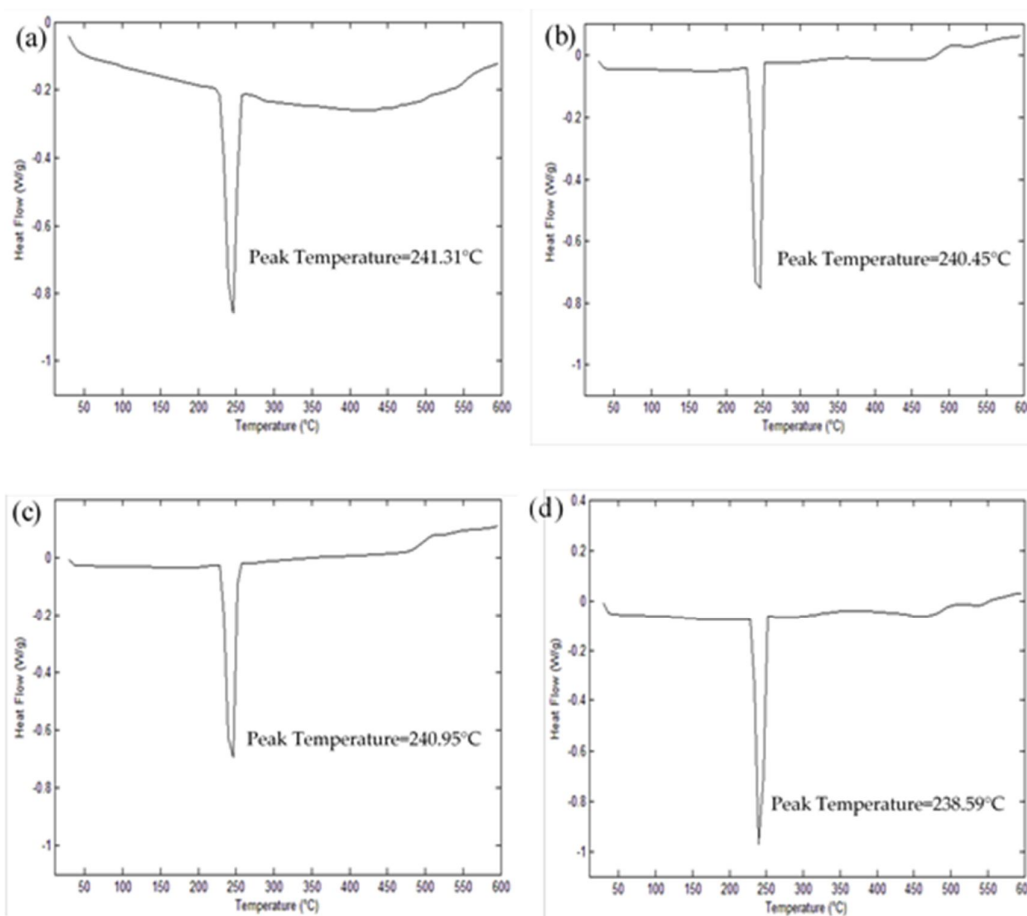 (a)
0
-0.2
-0.4
-0.6
-0.8
-1
Heat Flow (W/g)
Peak Temperature=241.31°C
50 100 150 200 250 300 350 400 450 500 550 600
Temperature (°C)
(b)
0
-0.2
-0.4
-0.6
-0.8
-1
Heat Flow (W/g)
Peak Temperature=240.45°C
50 100 150 200 250 300 350 400 450 500 550 600
Temperature (°C)
(c)
0
-0.2
-0.4
-0.6
-0.8
-1
Heat Flow (W/g)
Peak Temperature=240.95°C
50 100 150 200 250 300 350 400 450 500 550 600
Temperature (°C)
(d)
0.4
0.2
0
-0.2
-0.4
-0.6
-0.8
-1
Heat Flow (W/g)
Peak Temperature=238.59°C
50 100 150 200 250 300 350 400 450 500 550 600
Temperature (°C)